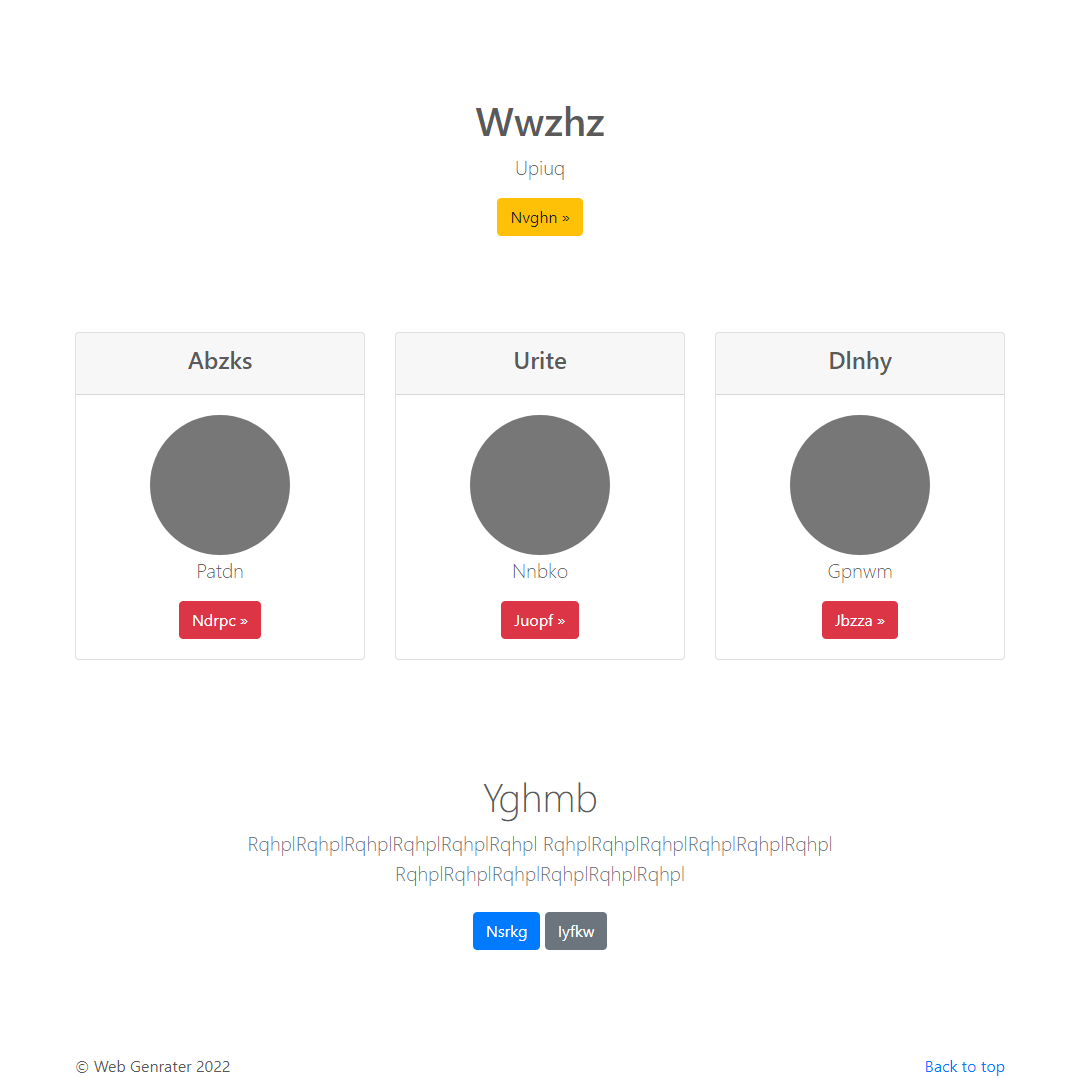 Wwzhz
Upiuq
Nvghn »
Abzks
Patdn
Ndrpc »
Urite
Nnbko
Juopf »
Dlnhy
Gpnwm
Jbzza »
Yghmb
RqhplRqhplRqhplRqhplRqhplRqhpl RqhplRqhplRqhplRqhplRqhplRqhpl
RqhplRqhplRqhplRqhplRqhplRqhpl
Nsrkg Iyfkw
© Web Genrater 2022
Back to top